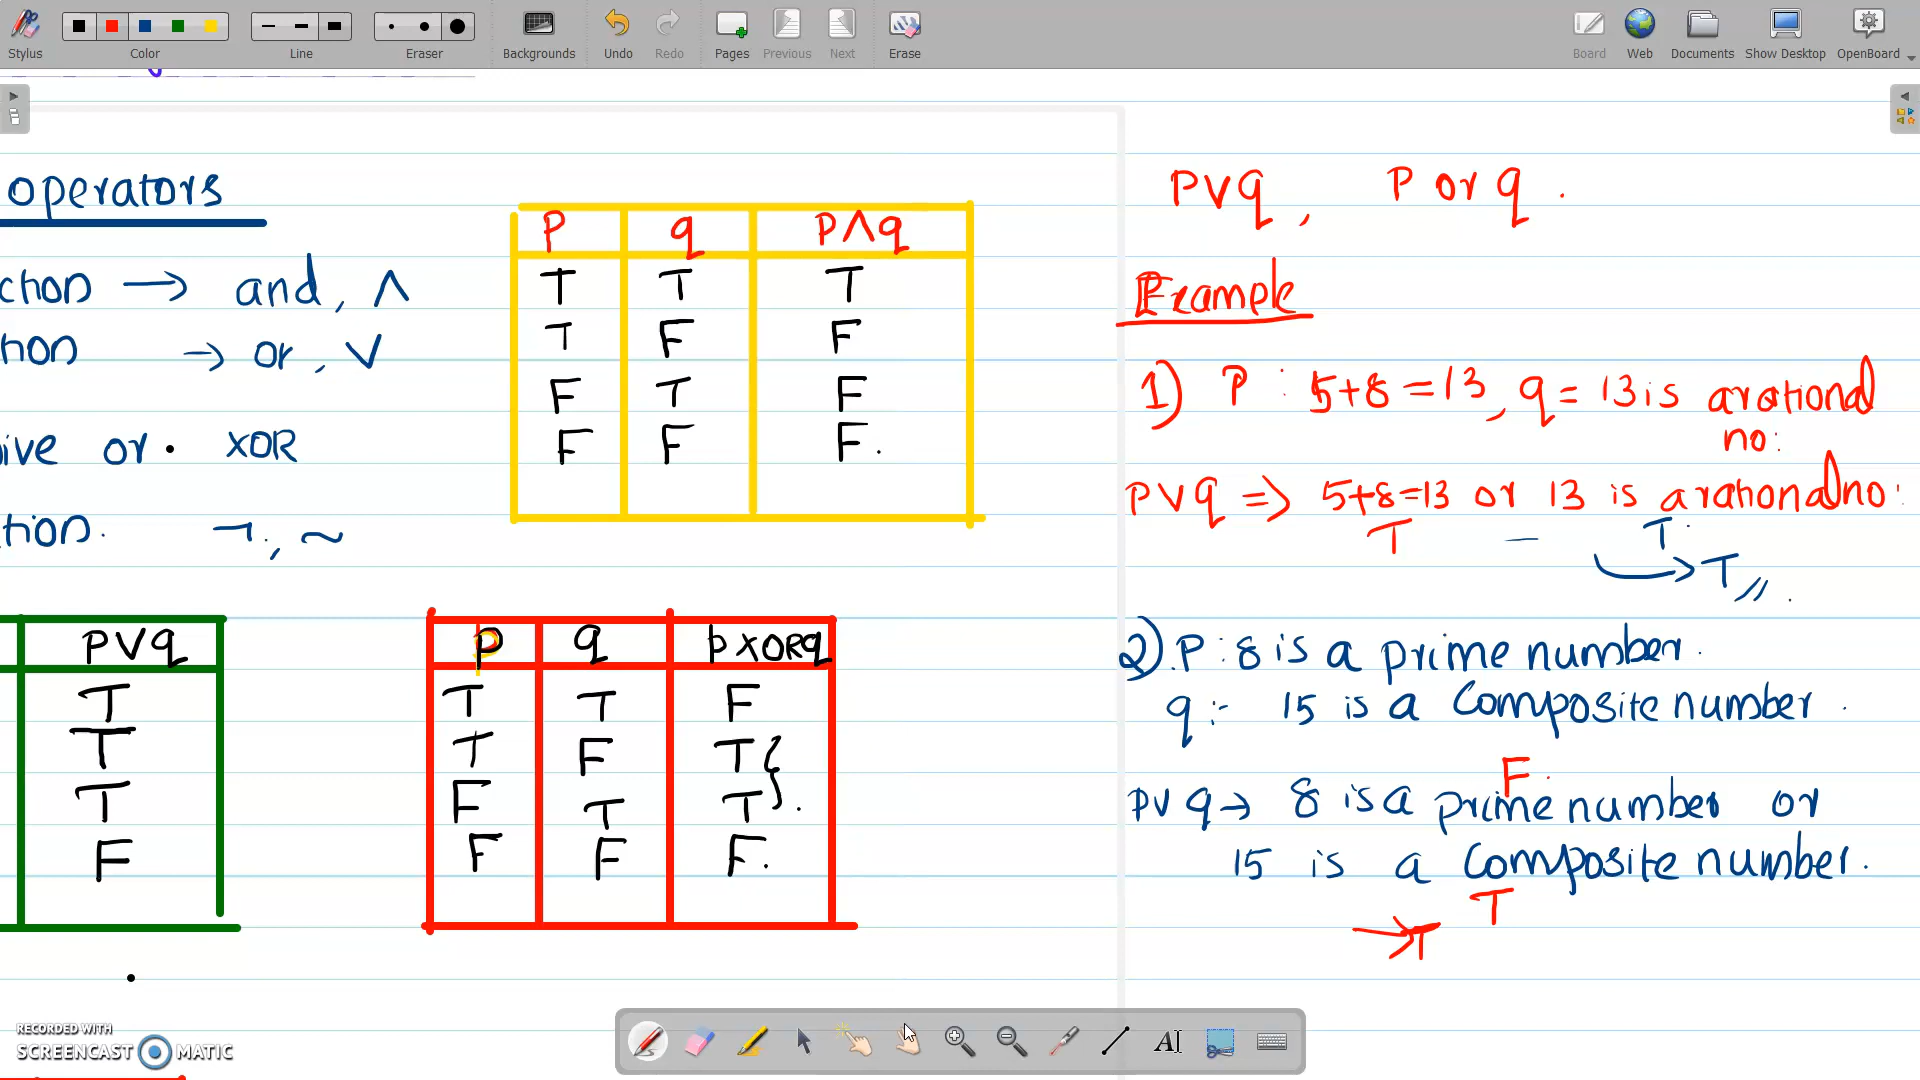 Stylus
Color
Line
Eraser
Backgrounds
Undo
Redo
Pages
Previous
Next
Erase
Board
Web
Documents
Show Desktop
OpenBoard
operators
ction → and, ∧
tion → or, ∨
sive or. XOR
tion. ¬, ~
P q P∧q
T T T
T F F
F T F
F F F.
P∨q
T
T
T
F
P q P XOR q
T T F
T F T
F T T.
F F F.
P∨q, P or q.
Example
1) P : 5+8=13, q = 13 is a rational
no:
P∨q ⇒ 5+8=13 or 13 is a rational no:
T — T.
→ T //.
2) P : 8 is a prime number.
q :- 15 is a Composite number.
F.
P∨q → 8 is a prime number or
15 is a Composite number.
T
→ T
RECORDED WITH
SCREENCAST MATIC
AI